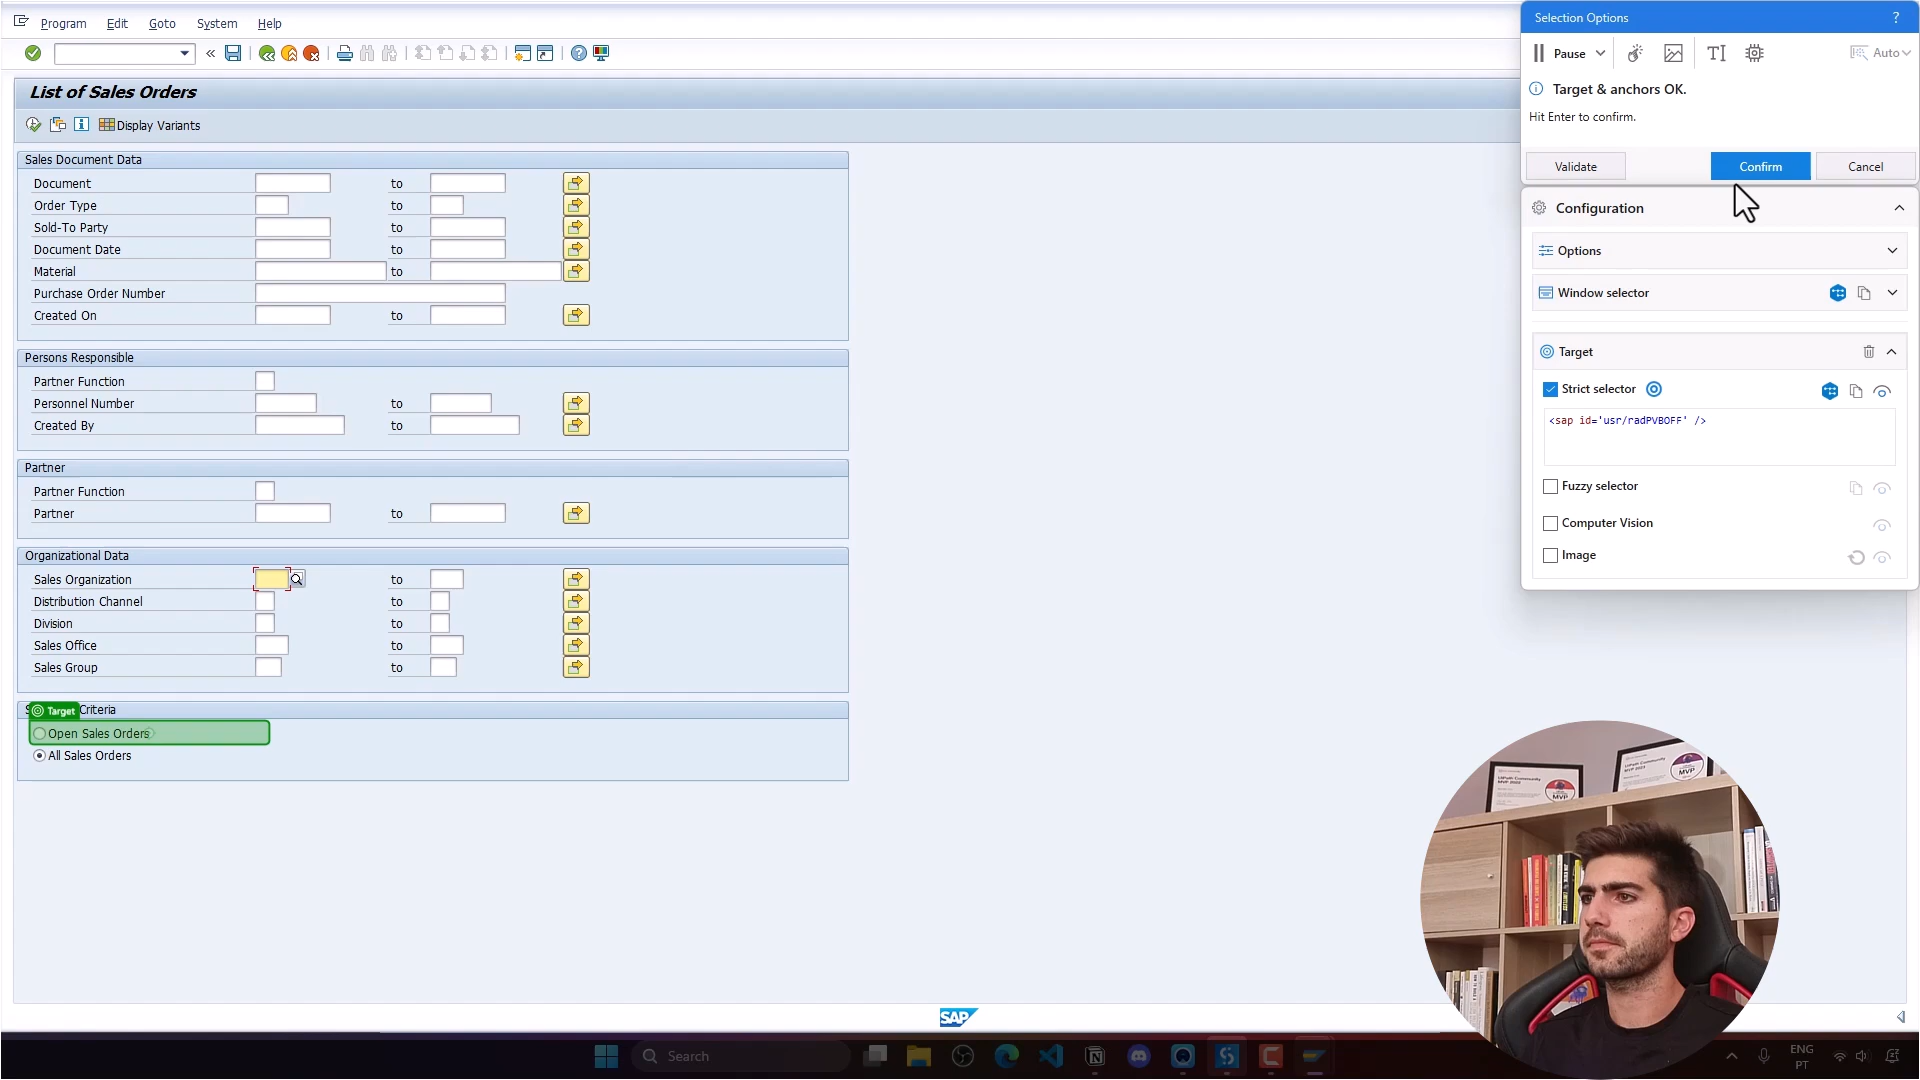 Program Edit Goto System Help
List of Sales Orders
Display Variants
Sales Document Data
Document to
Order Type to
Sold-To Party to
Document Date to
Material to
Purchase Order Number
Created On to
Persons Responsible
Partner Function
Personnel Number to
Created By to
Partner
Partner Function
Partner to
Organizational Data
Sales Organization to
Distribution Channel to
Division to
Sales Office to
Sales Group to
Target Criteria
Open Sales Orders
All Sales Orders
Selection Options ?
Pause Auto
Target & anchors OK.
Hit Enter to confirm.
Validate Confirm Cancel
Configuration
Options
Window selector
Target
Strict selector
<sap id='usr/radPVBOFF' />
Fuzzy selector
Computer Vision
Image
UiPath Community
MVP
MVP
SAP
Search
ENG
PT